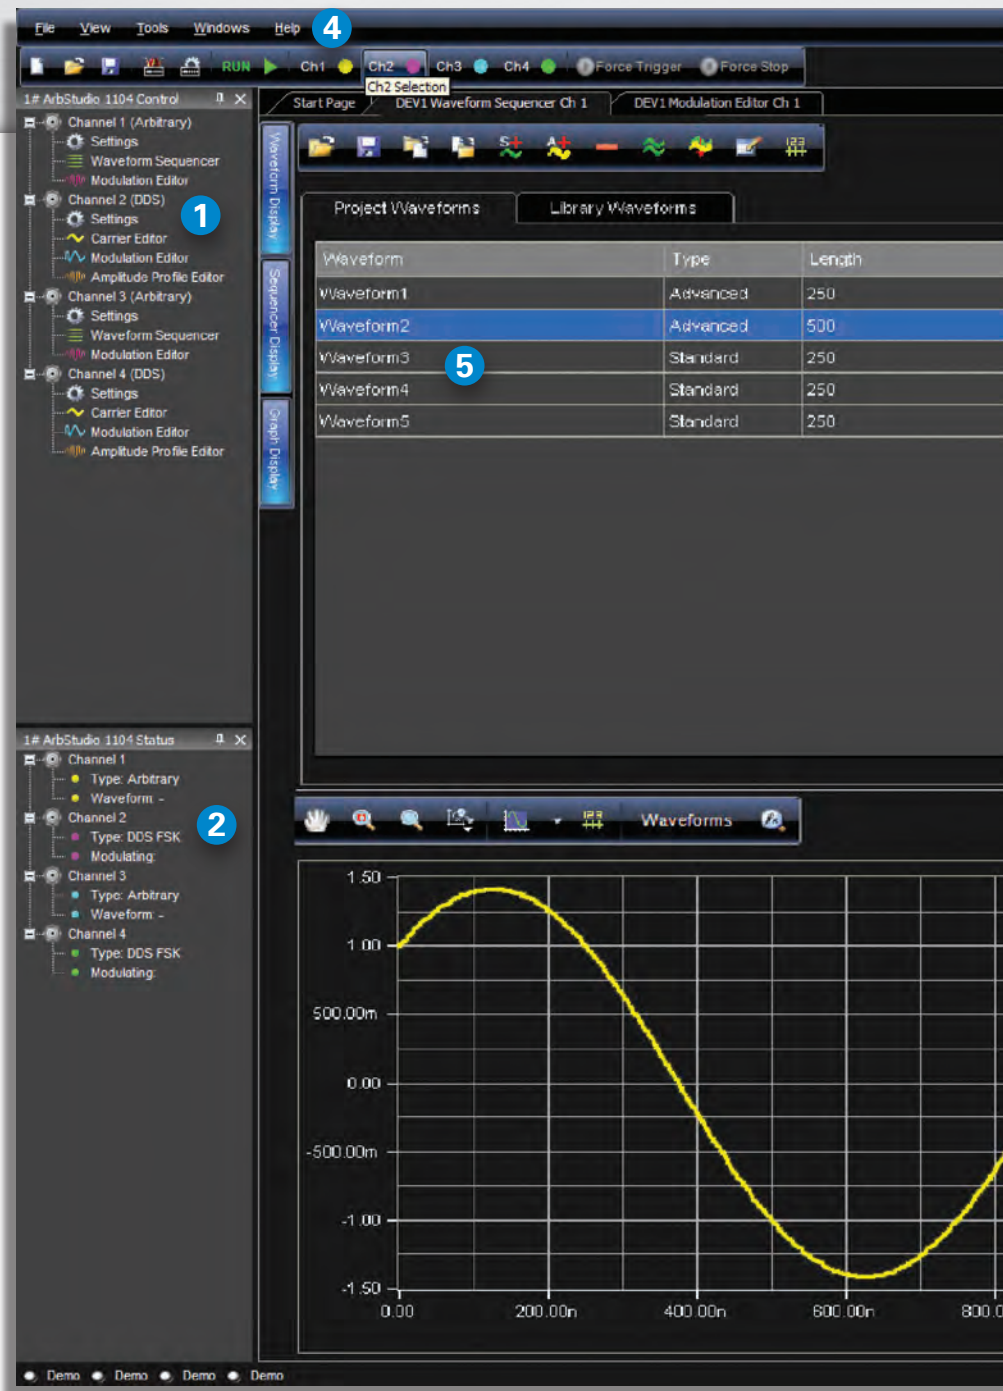 File View Tools Windows Help 4
RUN Ch1 Ch2 Ch3 Ch4 Force Trigger Force Stop
Ch2 Selection
1# ArbStudio 1104 Control
Channel 1 (Arbitrary)
Settings
Waveform Sequencer
Modulation Editor
Channel 2 (DDS)
Settings
Carrier Editor
Modulation Editor
Amplitude Profile Editor
Channel 3 (Arbitrary)
Settings
Waveform Sequencer
Modulation Editor
Channel 4 (DDS)
Settings
Carrier Editor
Modulation Editor
Amplitude Profile Editor
1
1# ArbStudio 1104 Status
Channel 1
Type: Arbitrary
Waveform: -
Channel 2
Type: DDS FSK
Modulating:
Channel 3
Type: Arbitrary
Waveform: -
Channel 4
Type: DDS FSK
Modulating:
2
Start Page DEV1 Waveform Sequencer Ch 1 DEV1 Modulation Editor Ch 1
Waveform Display
Sequencer Display
Graph Display
S A 123
Project Waveforms Library Waveforms
Waveform Type Length
Waveform1 Advanced 250
Waveform2 Advanced 500
Waveform3 Standard 250
Waveform4 Standard 250
Waveform5 Standard 250
5
123 Waveforms
1.50
1.00
500.00m
0.00
-500.00m
-1.00
-1.50
0.00 200.00n 400.00n 600.00n 800.0
Demo Demo Demo Demo